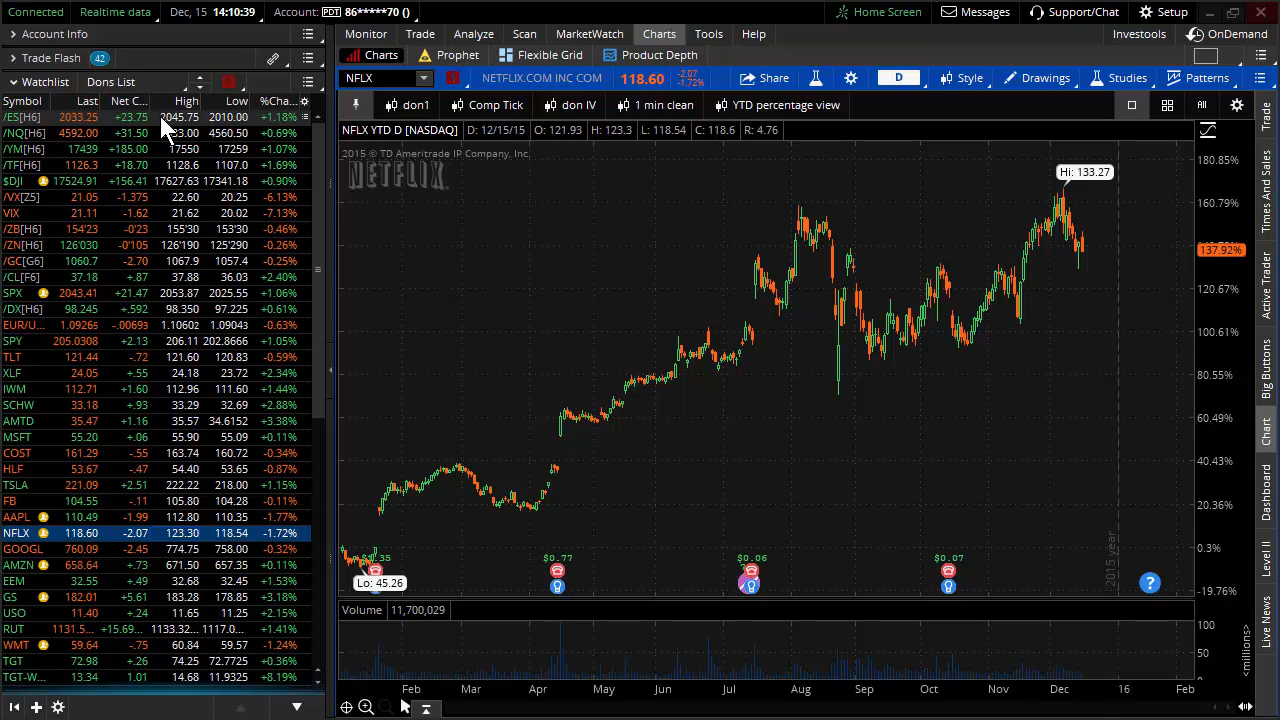 Connected Realtime data Dec, 15 14:10:39 Account: PDT 86*****70 () Home Screen Messages Support/Chat Setup
Account Info
Trade Flash 42
Watchlist Dons List
Symbol Last Net C... High Low %Cha...
/ES[H6] 2033.25 +23.75 2045.75 2010.00 +1.18%
/NQ[H6] 4592.00 +31.50 23.00 4560.50 +0.69%
/YM[H6] 17439 +185.00 17550 17259 +1.07%
/TF[H6] 1126.3 +18.70 1128.6 1107.0 +1.69%
$DJI 17524.91 +156.41 17627.63 17341.18 +0.90%
/VX[Z5] 21.05 -1.375 22.60 20.25 -6.13%
VIX 21.11 -1.62 21.62 20.02 -7.13%
/ZB[H6] 154'23 -0'23 155'30 153'30 -0.46%
/ZN[H6] 126'030 -0'105 126'190 125'290 -0.26%
/GC[G6] 1060.7 -2.70 1067.9 1057.4 -0.25%
/CL[F6] 37.18 +.87 37.88 36.03 +2.40%
SPX 2043.41 +21.47 2053.87 2025.55 +1.06%
/DX[H6] 98.245 +.592 98.350 97.225 +0.61%
EUR/U... 1.09265 -.00693 1.10602 1.09043 -0.63%
SPY 205.0308 +2.13 206.11 202.8666 +1.05%
TLT 121.44 -.72 121.60 120.83 -0.59%
XLF 24.05 +.55 24.18 23.72 +2.34%
IWM 112.71 +1.60 112.96 111.60 +1.44%
SCHW 33.18 +.93 33.29 32.69 +2.88%
AMTD 35.47 +1.16 35.57 34.6152 +3.38%
MSFT 55.20 +.06 55.90 55.09 +0.11%
COST 161.29 -.55 163.74 160.72 -0.34%
HLF 53.67 -.47 54.40 53.65 -0.87%
TSLA 221.09 +2.51 222.22 218.00 +1.15%
FB 104.55 -.11 105.80 104.28 -0.11%
AAPL 110.49 -1.99 112.80 110.35 -1.77%
NFLX 118.60 -2.07 123.30 118.54 -1.72%
GOOGL 760.09 -2.45 774.75 758.00 -0.32%
AMZN 658.64 +.73 671.50 657.35 +0.11%
EEM 32.55 +.49 32.68 32.45 +1.53%
GS 182.01 +5.61 183.28 178.85 +3.18%
USO 11.40 +.24 11.65 11.25 +2.15%
RUT 1131.5... +15.69... 1133.32... 1117.0... +1.41%
WMT 59.64 -.75 60.84 59.57 -1.24%
TGT 72.98 +.26 74.25 72.7725 +0.36%
TGT-W... 13.34 1.01 14.68 11.9325 +8.19%
Monitor Trade Analyze Scan MarketWatch Charts Tools Help Investools OnDemand
Charts Prophet Flexible Grid Product Depth
NFLX NETFLIX.COM INC COM 118.60 -2.07 -1.72% Share D Style Drawings Studies Patterns
don1 Comp Tick don IV 1 min clean YTD percentage view All
NFLX YTD D [NASDAQ] D: 12/15/15 O: 121.93 H: 123.3 L: 118.54 C: 118.6 R: 4.76
2015 © TD Ameritrade IP Company, Inc.
NETFLIX
Hi: 133.27
180.85%
160.79%
137.92%
120.67%
100.61%
80.55%
60.49%
40.43%
20.36%
0.3%
-19.76%
$0.77 $0.06 $0.07
Lo: 45.26
2015 year
?
Volume 11,700,029
100
50
<millions>
Feb Mar Apr May Jun Jul Aug Sep Oct Nov Dec 16 Feb
Trade
Times And Sales
Active Trader
Big Buttons
Chart
Dashboard
Level II
Live News